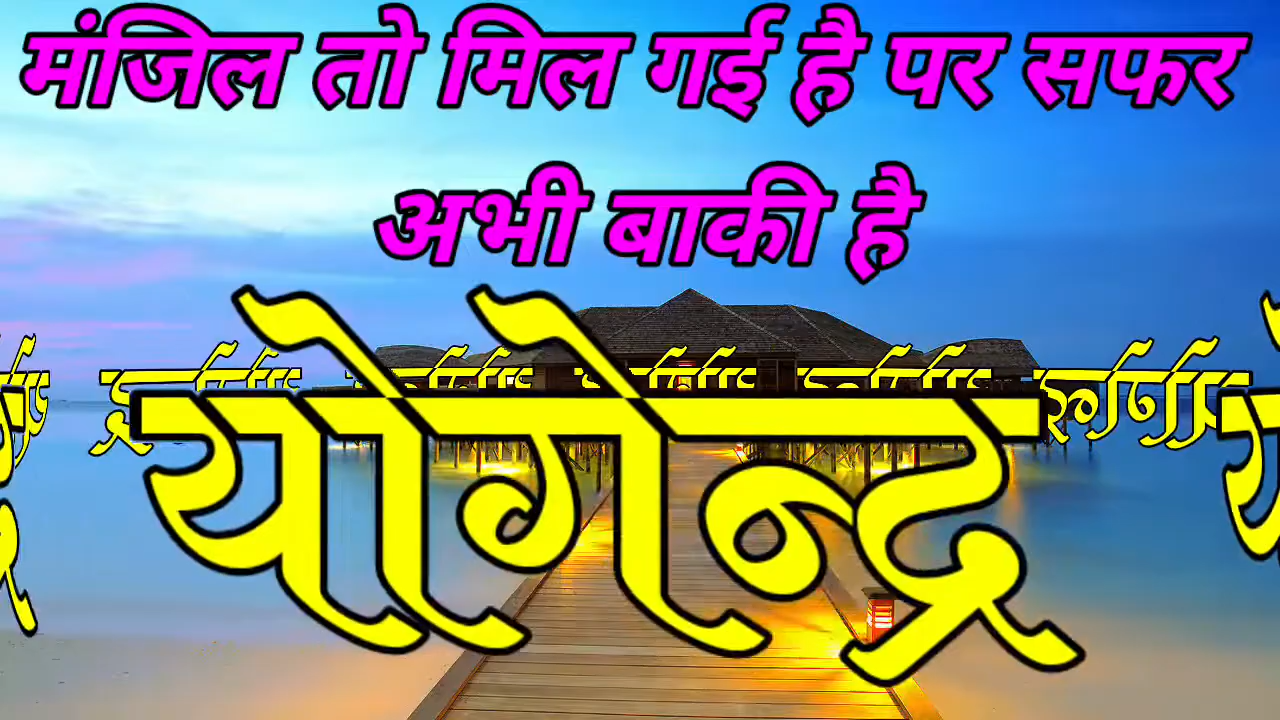 मंजिल तो मिल गई है पर सफर
अभी बाकी है
योगेन्द्र